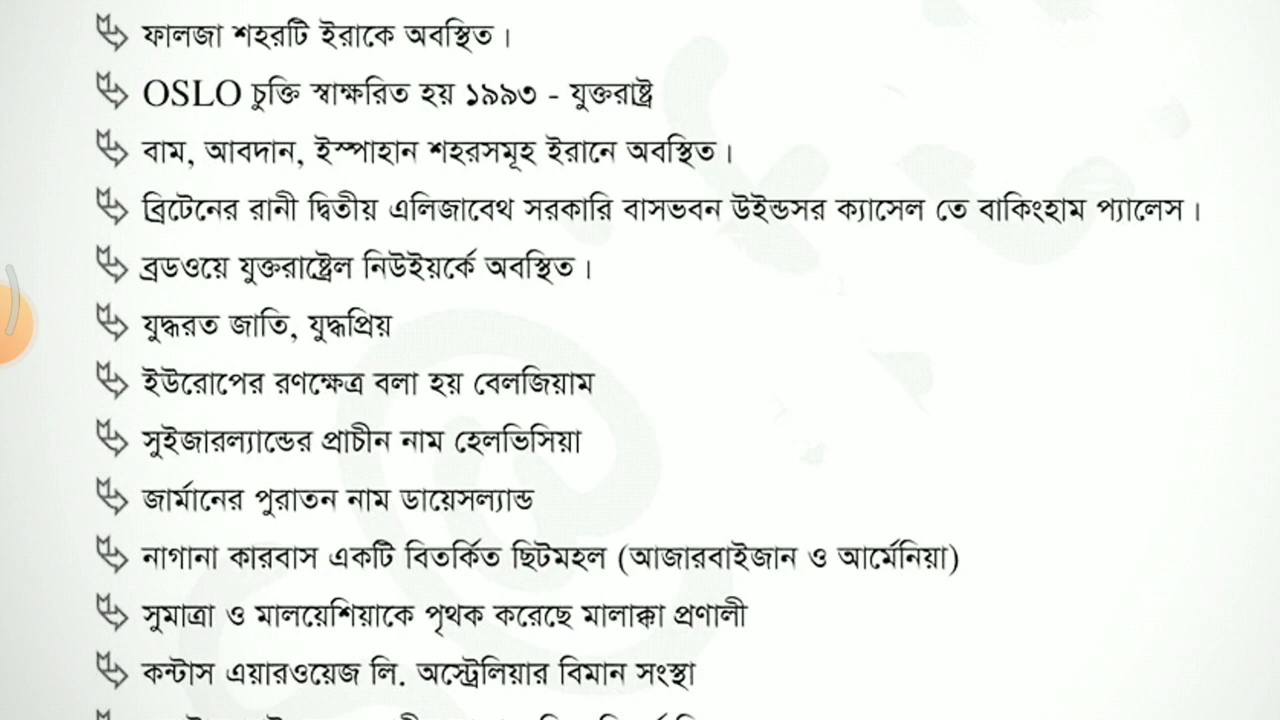 ফালজা শহরটি ইরাকে অবস্থিত।
OSLO চুক্তি স্বাক্ষরিত হয় ১৯৯৩ - যুক্তরাষ্ট্র
বাম, আবদান, ইস্পাহান শহরসমূহ ইরানে অবস্থিত।
ব্রিটেনের রানী দ্বিতীয় এলিজাবেথ সরকারি বাসভবন উইন্ডসর ক্যাসেল তে বাকিংহাম প্যালেস।
ব্রডওয়ে যুক্তরাষ্ট্রেল নিউইয়র্কে অবস্থিত।
যুদ্ধরত জাতি, যুদ্ধপ্রিয়
ইউরোপের রণক্ষেত্র বলা হয় বেলজিয়াম
সুইজারল্যান্ডের প্রাচীন নাম হেলভিসিয়া
জার্মানের পুরাতন নাম ডায়েসল্যান্ড
নাগানা কারবাস একটি বিতর্কিত ছিটমহল (আজারবাইজান ও আর্মেনিয়া)
সুমাত্রা ও মালয়েশিয়াকে পৃথক করেছে মালাক্কা প্রণালী
কন্টাস এয়ারওয়েজ লি. অস্ট্রেলিয়ার বিমান সংস্থা